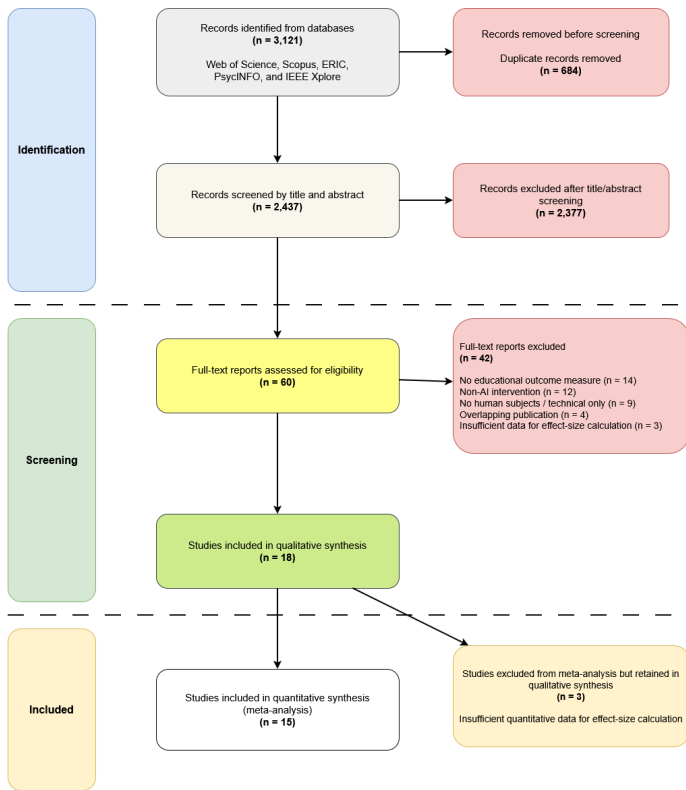 Records identified from databases
(n = 3,121)
Web of Science, Scopus, ERIC,
PsycINFO, and IEEE Xplore
Records removed before screening
Duplicate records removed
(n = 684)
Identification
Records screened by title and abstract
(n = 2,437)
Records excluded after title/abstract
screening
(n = 2,377)
Full-text reports assessed for eligibility
(n = 60)
Full-text reports excluded
(n = 42)
No educational outcome measure (n = 14)
Non-AI intervention (n = 12)
No human subjects / technical only (n = 9)
Overlapping publication (n = 4)
Insufficient data for effect-size calculation (n = 3)
Screening
Studies included in qualitative synthesis
(n = 18)
Included
Studies included in quantitative synthesis
(meta-analysis)
(n = 15)
Studies excluded from meta-analysis but retained in
qualitative synthesis
(n = 3)
Insufficient quantitative data for effect-size calculation